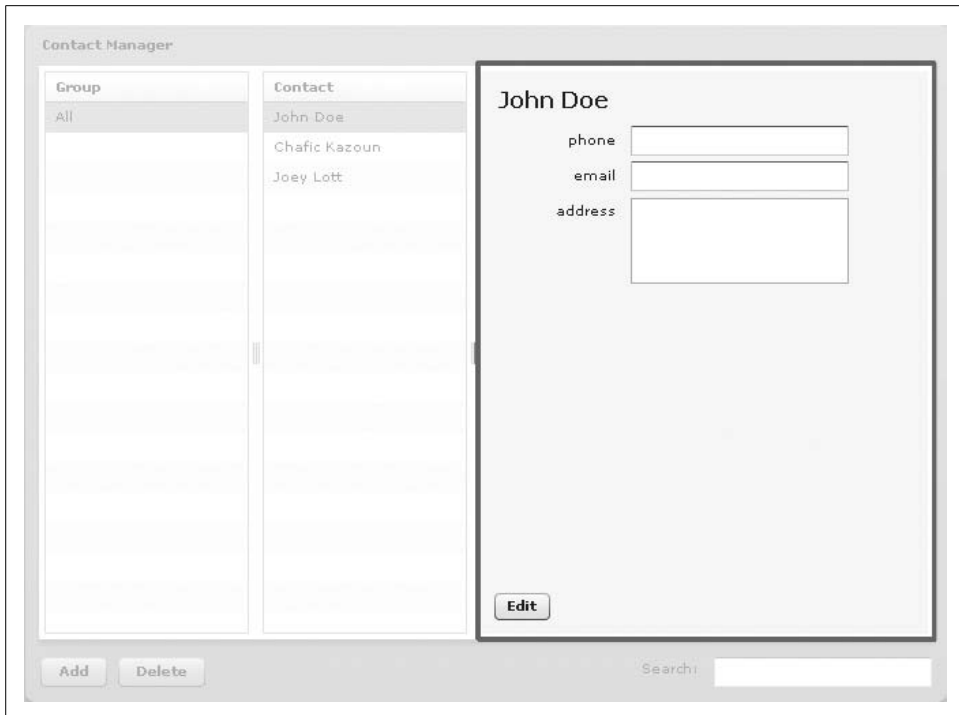 Contact Manager
Group
All
Contact
John Doe
Chafic Kazoun
Joey Lott
John Doe
phone
email
address
Edit
Add
Delete
Search: